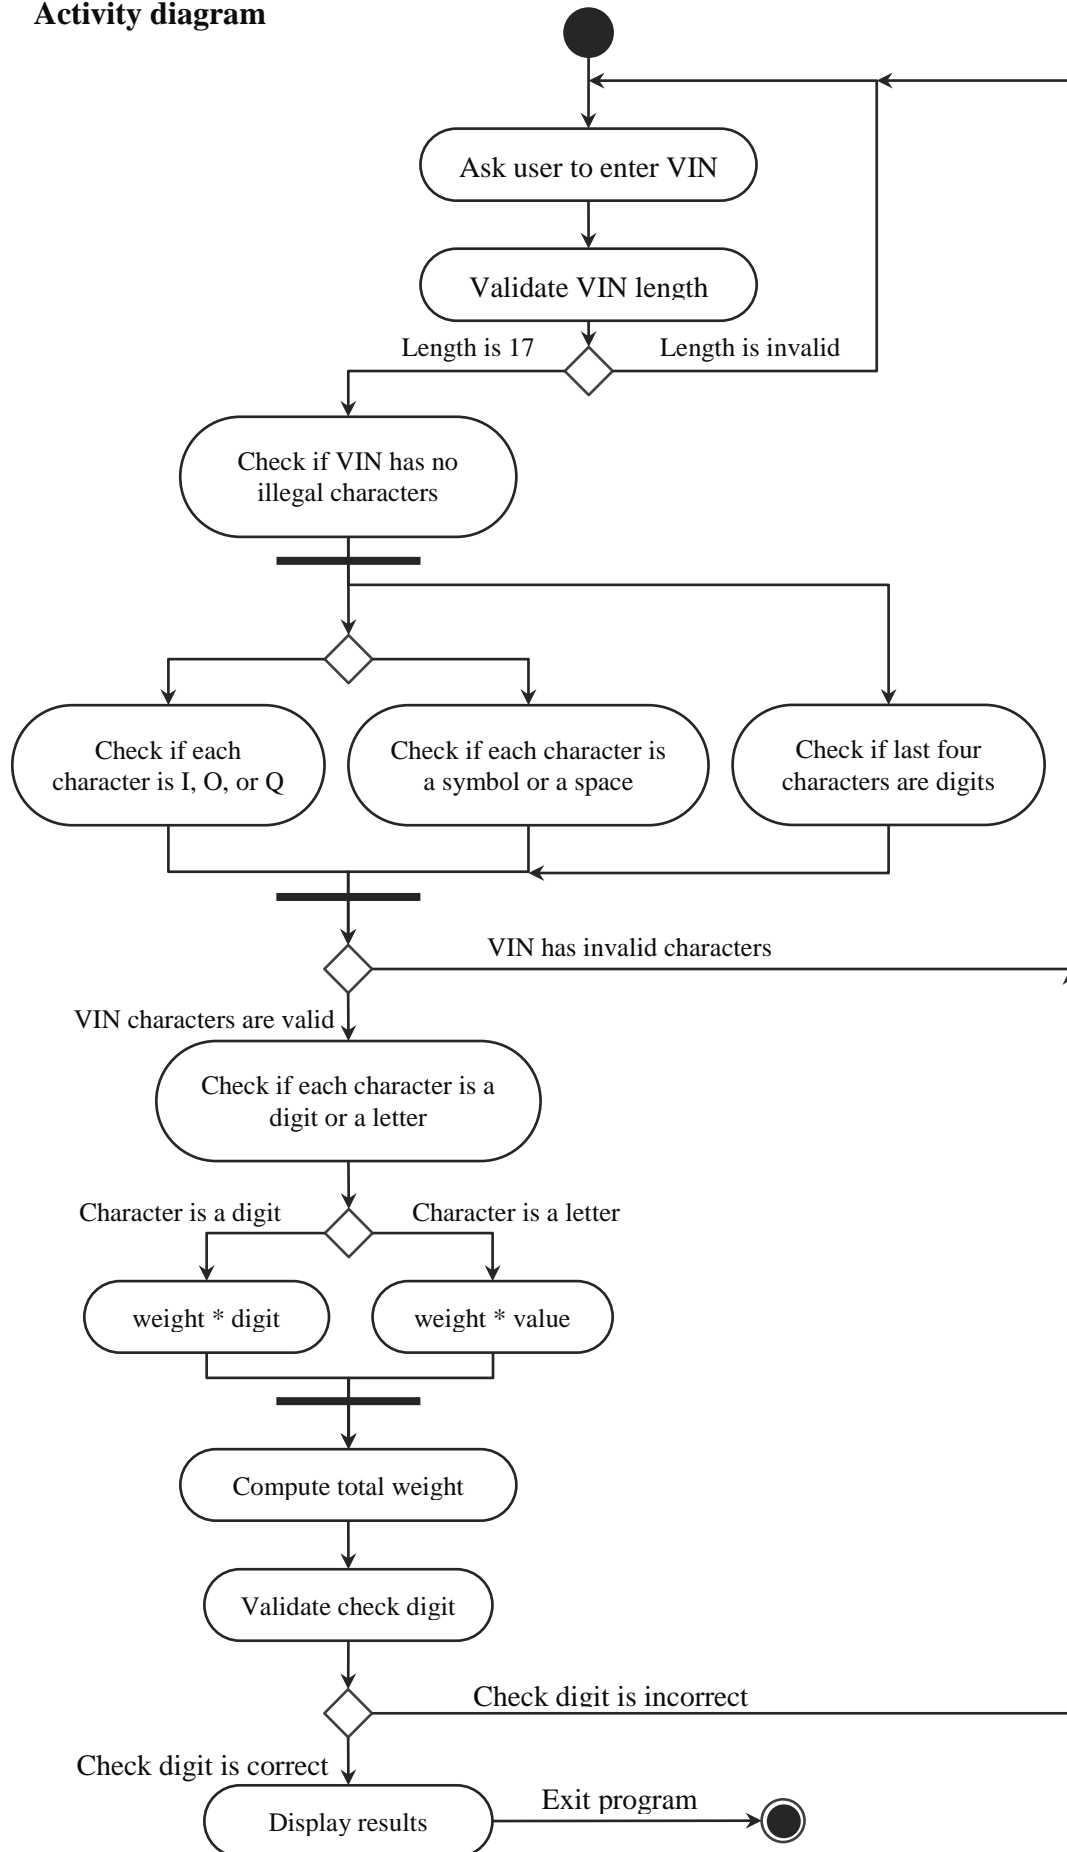 Activity diagram
Ask user to enter VIN
Validate VIN length
Length is 17
Length is invalid
Check if VIN has no
illegal characters
Check if each
character is I, O, or Q
Check if each character is
a symbol or a space
Check if last four
characters are digits
VIN has invalid characters
VIN characters are valid
Check if each character is a
digit or a letter
Character is a digit
Character is a letter
weight * digit
weight * value
Compute total weight
Validate check digit
Check digit is incorrect
Check digit is correct
Display results
Exit program